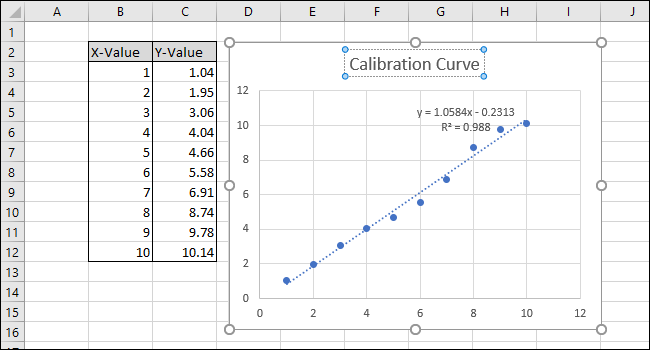 A B C D E F G H I J
1
2 X-Value Y-Value
3 1 1.04
4 2 1.95
5 3 3.06
6 4 4.04
7 5 4.66
8 6 5.58
9 7 6.91
10 8 8.74
11 9 9.78
12 10 10.14
13
14
15
16
Calibration Curve
y = 1.0584x - 0.2313
R² = 0.988
12
10
8
6
4
2
0
0 2 4 6 8 10 12